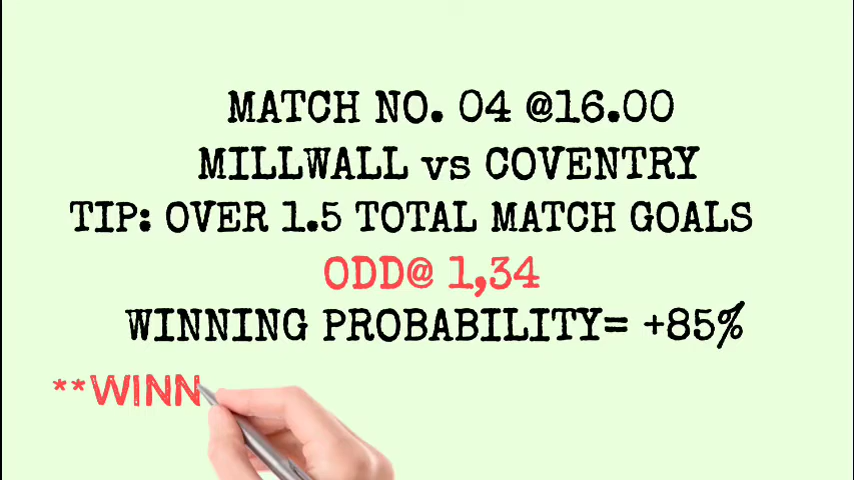 MATCH NO. 04 @16.00
MILLWALL vs COVENTRY
TIP: OVER 1.5 TOTAL MATCH GOALS
ODD@ 1,34
WINNING PROBABILITY= +85%
**WINN